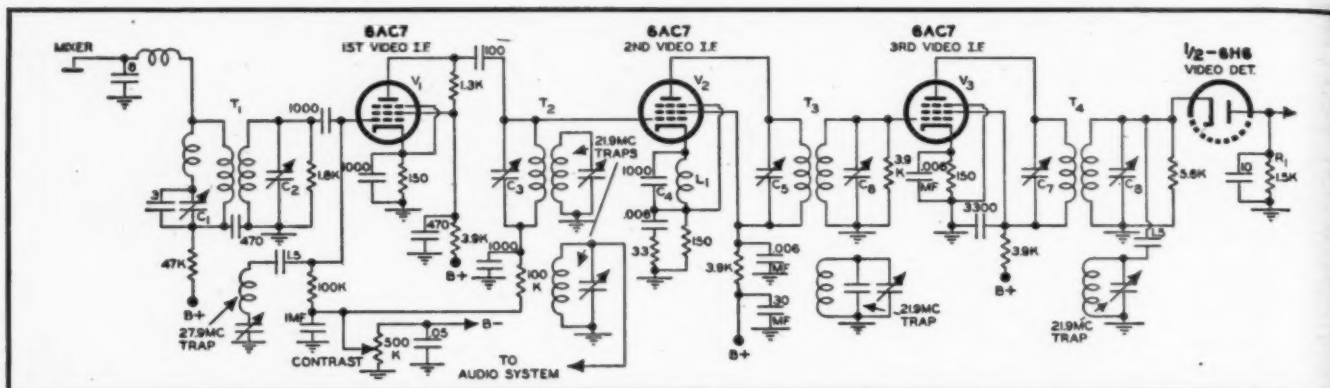 MIXER
8
T1
.3
C1
47K
B+
27.9MC
TRAP
470
1.5
C2
1.8K
1000
100K
1MF
CONTRAST
500
K
.05
B-
6AC7
1ST VIDEO I.F
V1
1000
150
1.3K
100
470
3.9K
B+
1000
C3
T2
21.9MC
TRAPS
100
K
TO
AUDIO SYSTEM
6AC7
2ND VIDEO I.F
V2
1000
C4
L1
.006
33
150
3.9K
B+
.006
MF
.30
MF
C5
T3
C6
3.9
K
21.9MC
TRAP
6AC7
3RD VIDEO I.F
V3
.006
MF
150
3300
3.9K
B+
C7
T4
C8
1.5
21.9MC
TRAP
5.6K
1/2-6H6
VIDEO DET.
10
R1
1.5K